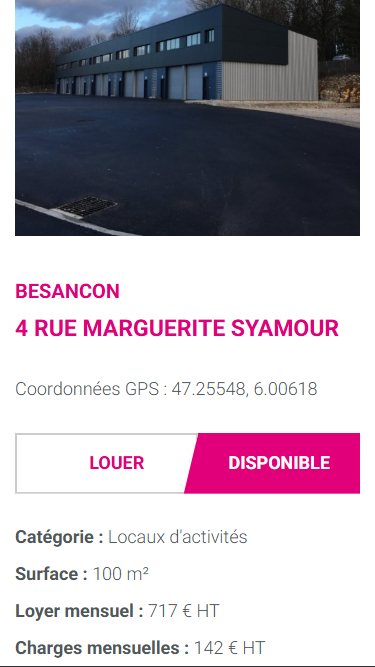 BESANCON
4 RUE MARGUERITE SYAMOUR
Coordonnées GPS : 47.25548, 6.00618
LOUER
DISPONIBLE
Catégorie : Locaux d'activités
Surface : 100 m²
Loyer mensuel : 717 € HT
Charges mensuelles : 142 € HT